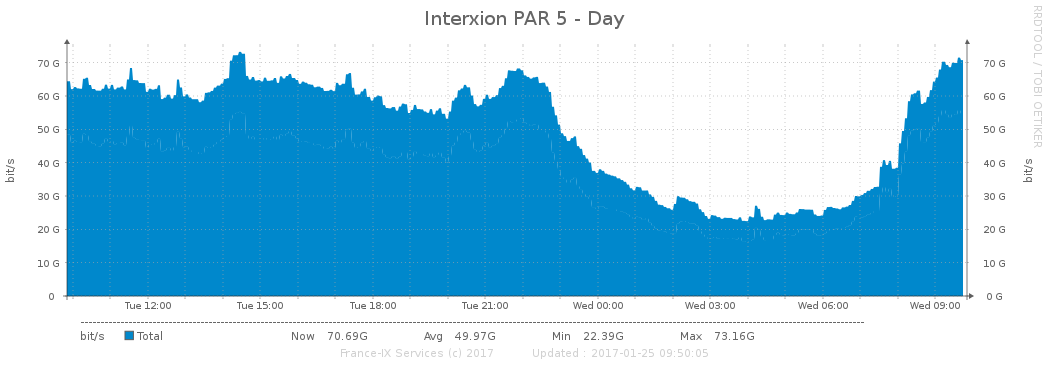 Interxion PAR 5 - Day
RRDTOOL / TOBI OETIKER
bit/s
70 G 70 G
60 G 60 G
50 G 50 G
40 G 40 G
30 G 30 G
20 G 20 G
10 G 10 G
0 0 G
bit/s
Tue 12:00 Tue 15:00 Tue 18:00 Tue 21:00 Wed 00:00 Wed 03:00 Wed 06:00 Wed 09:00
bit/s Total Now 70.69G Avg 49.97G Min 22.39G Max 73.16G
France-IX Services (c) 2017 Updated : 2017-01-25 09:50:05